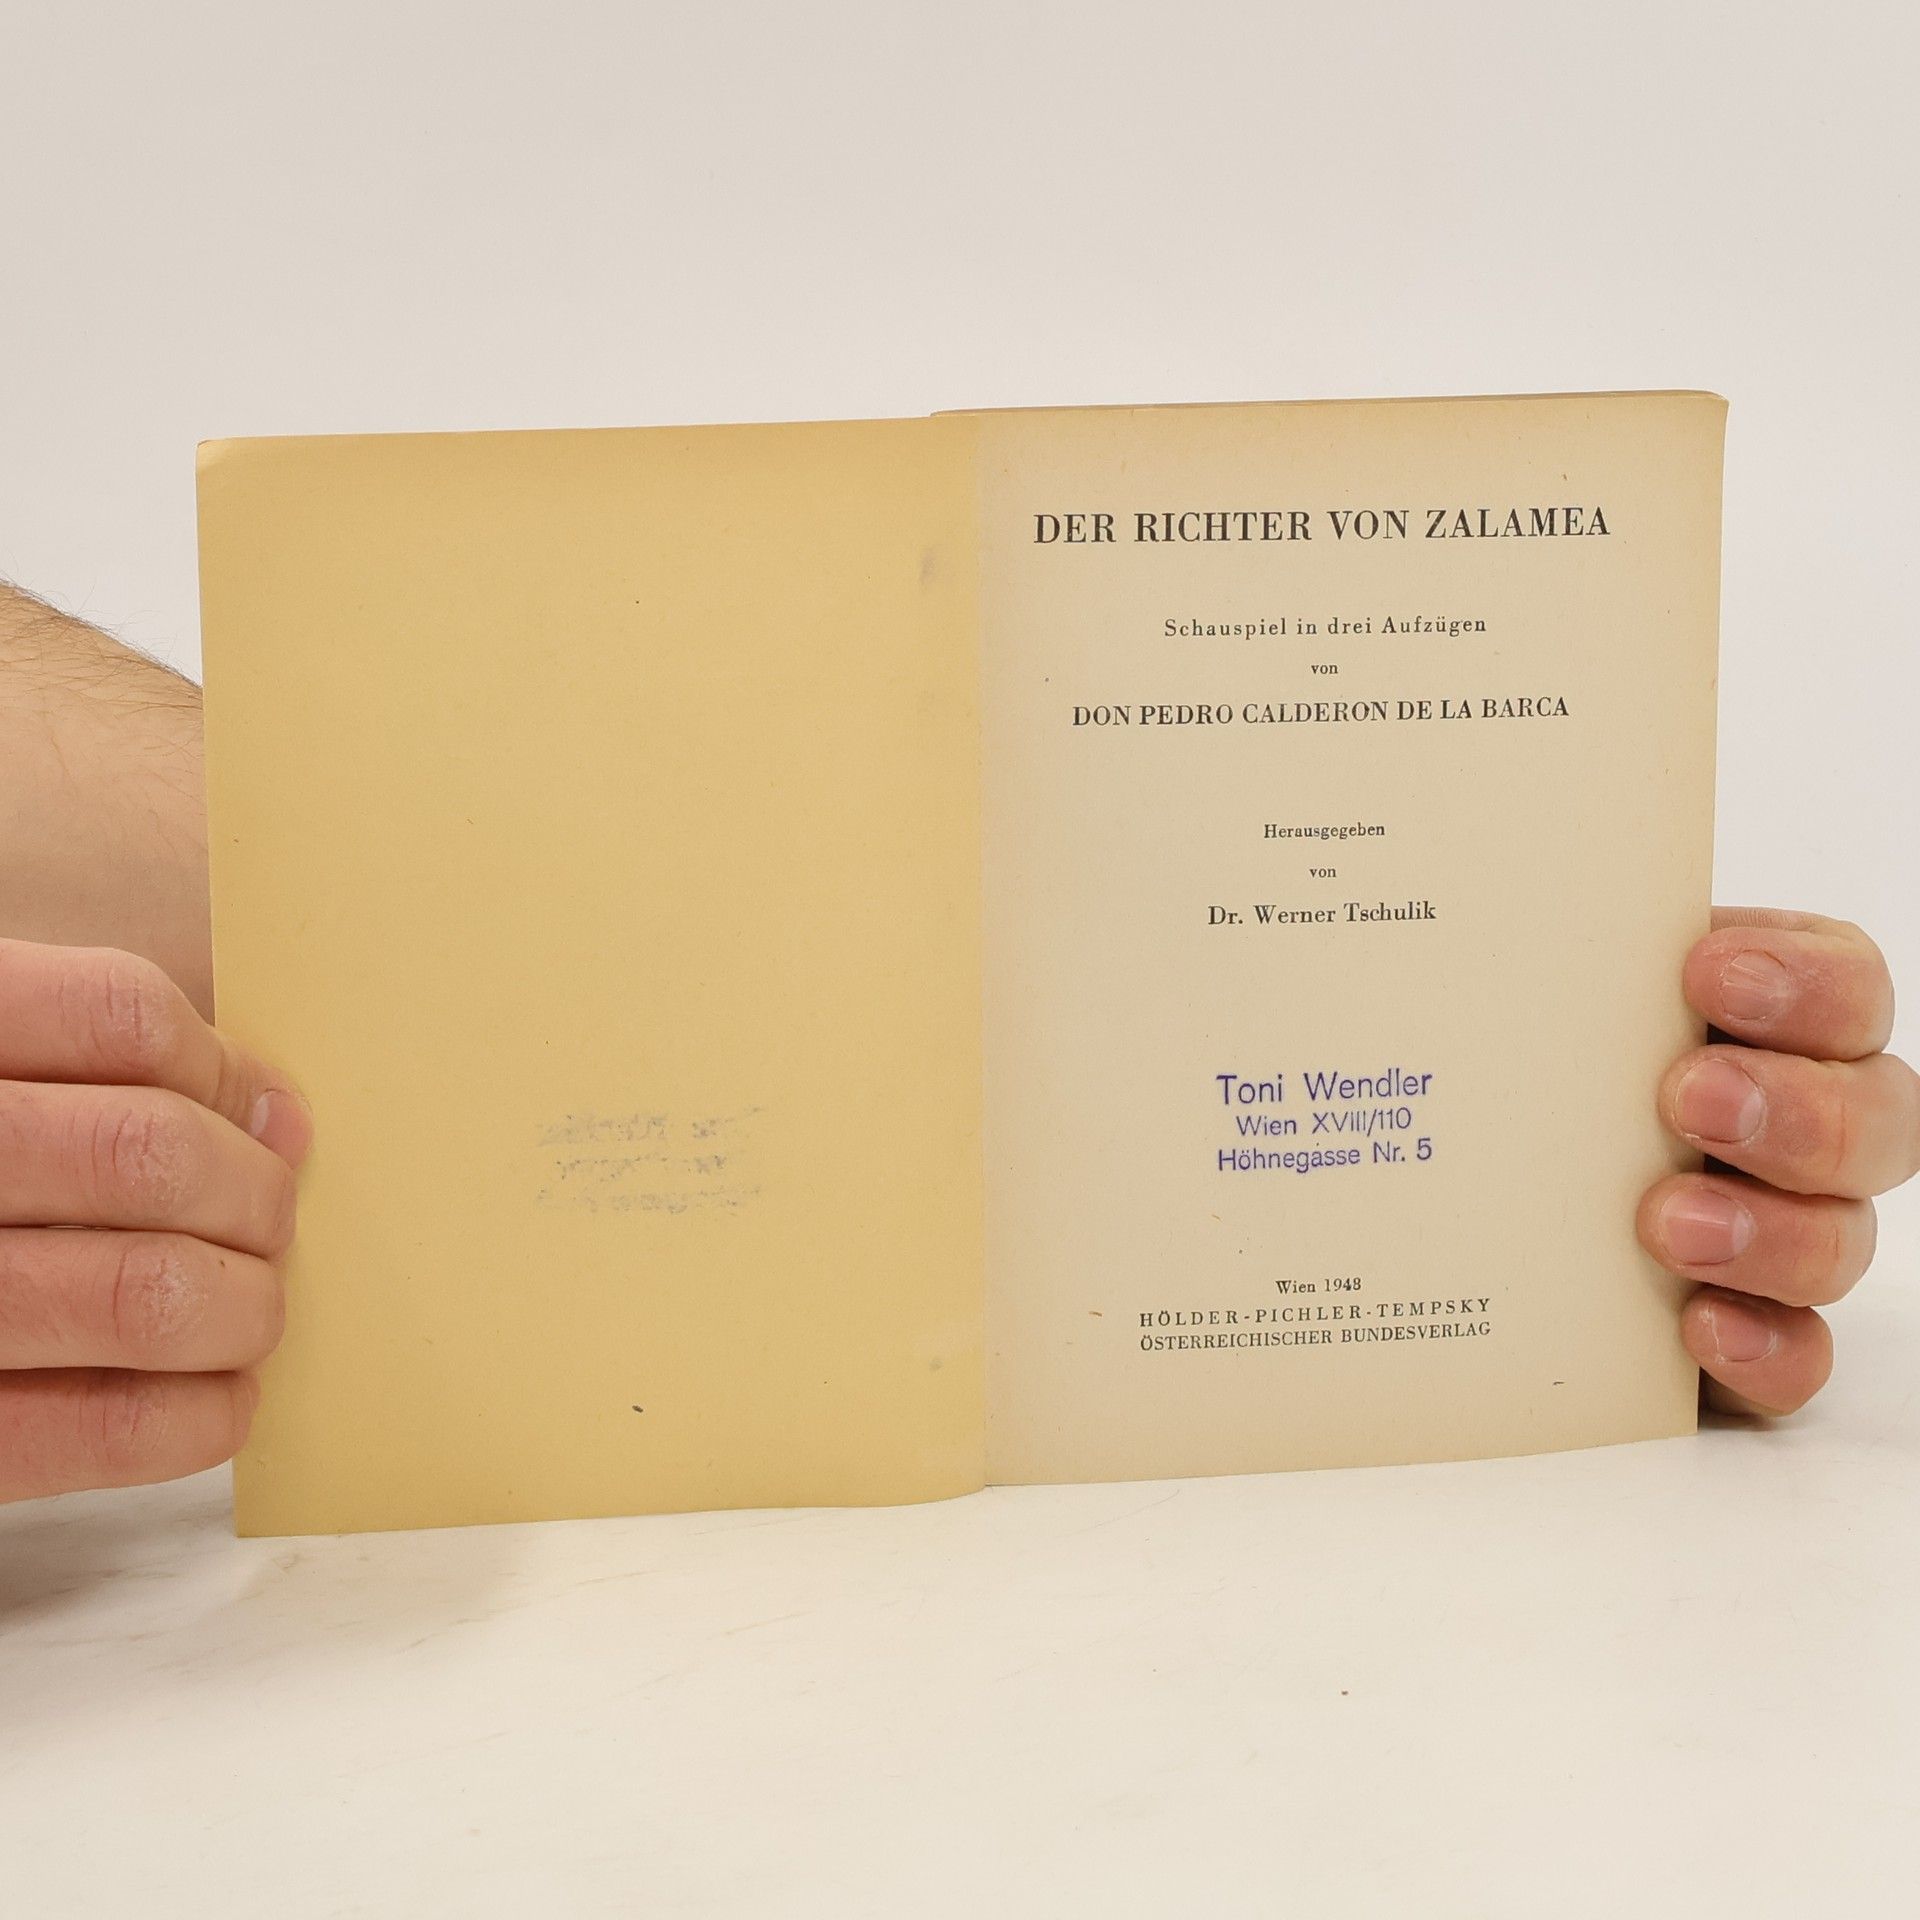 DER RICHTER VON ZALAMEA
Schauspiel in drei Aufzügen
von
DON PEDRO CALDERON DE LA BARCA
Herausgegeben
von
Dr. Werner Tschulik
Toni Wendler
Wien XVIII/110
Höhnegasse Nr. 5
Wien 1948
HÖLDER-PICHLER-TEMPSKY
ÖSTERREICHISCHER BUNDESVERLAG